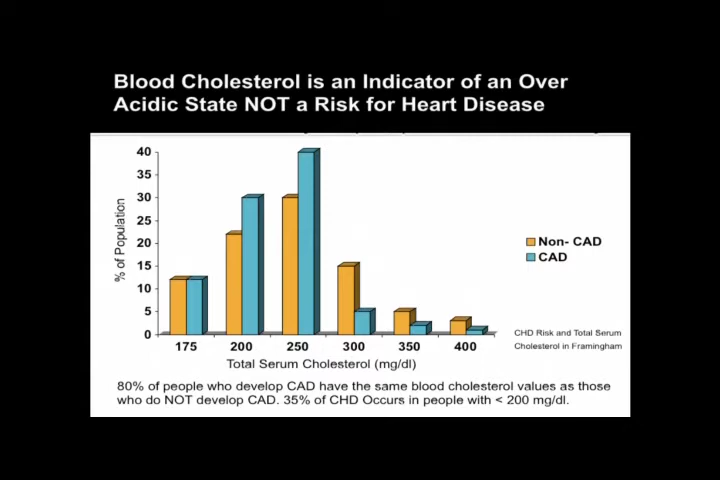 Blood Cholesterol is an Indicator of an Over
Acidic State NOT a Risk for Heart Disease
% of Population
40
35
30
25
20
15
10
5
0
175 200 250 300 350 400
Total Serum Cholesterol (mg/dl)
Non- CAD
CAD
CHD Risk and Total Serum
Cholesterol in Framingham
80% of people who develop CAD have the same blood cholesterol values as those
who do NOT develop CAD. 35% of CHD Occurs in people with < 200 mg/dl.